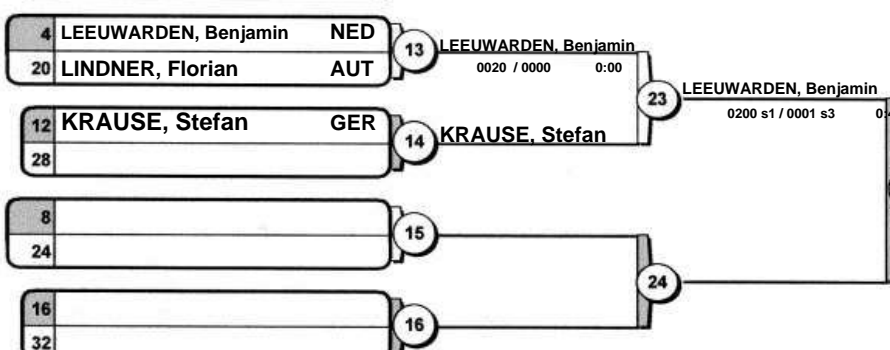 4 LEEUWARDEN, Benjamin NED
20 LINDNER, Florian AUT
13
LEEUWARDEN, Benjamin
0020 / 0000 0:00
12 KRAUSE, Stefan GER
28
14
KRAUSE, Stefan
23
LEEUWARDEN, Benjamin
0200 s1 / 0001 s3
8
24
15
16
32
16
24